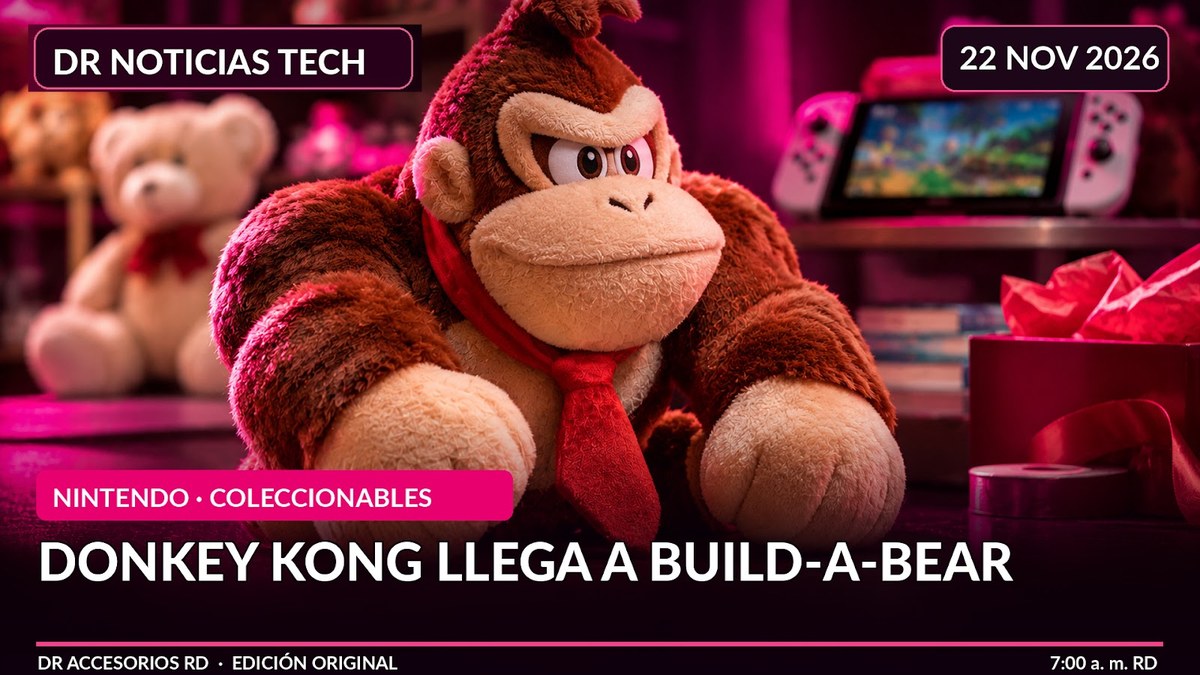 DR NOTICIAS TECH
22 NOV 2026
NINTENDO · COLECCIONABLES
DONKEY KONG LLEGA A BUILD-A-BEAR
DR ACCESORIOS RD · EDICIÓN ORIGINAL
7:00 a. m. RD